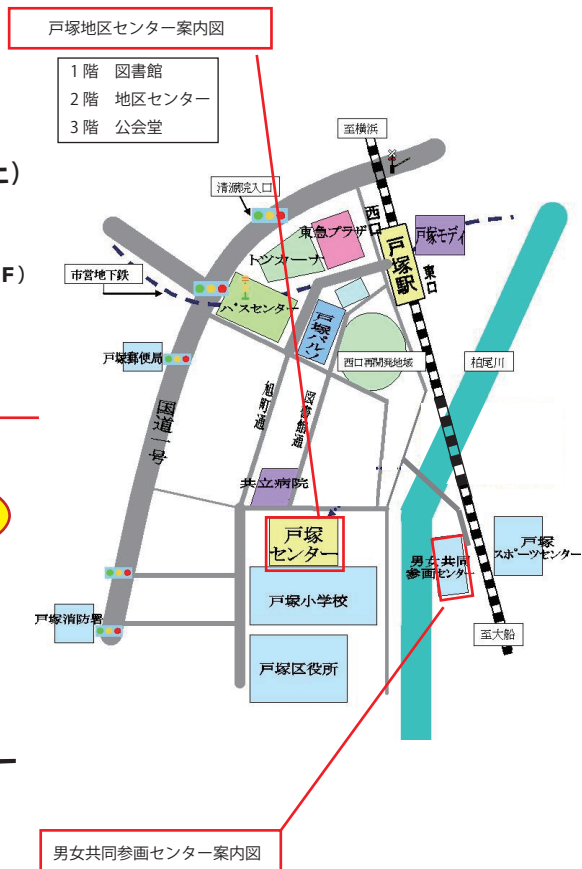 戸塚地区センター案内図
1階 図書館
2階 地区センター
3階 公会堂
至横浜
土）
清源院入口
西口
東急プラザ
戸塚モディ
トツカーナ
戸塚駅
F）
東口
市営地下鉄
バスセンター
戸塚パルソ
戸塚郵便局
西口再開発地域
柏尾川
国道一号
旭町通
図書館通
共立病院
戸塚
センター
戸塚
スポーツセンター
男女共同
参画センター
戸塚小学校
戸塚消防署
至大船
戸塚区役所
男女共同参画センター案内図